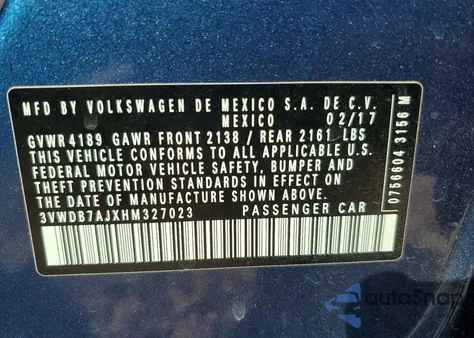 MFD BY VOLKSWAGEN DE MEXICO S.A. DE C.V.
MEXICO 02/17
GVWR 4189 GAWR FRONT 2138 / REAR 2161 LBS
THIS VEHICLE CONFORMS TO ALL APPLICABLE U.S.
FEDERAL MOTOR VEHICLE SAFETY, BUMPER AND
THEFT PREVENTION STANDARDS IN EFFECT ON
THE DATE OF MANUFACTURE SHOWN ABOVE.
3VWDB7AJXHM327023 PASSENGER CAR
0756604 3156 M
autoSnap